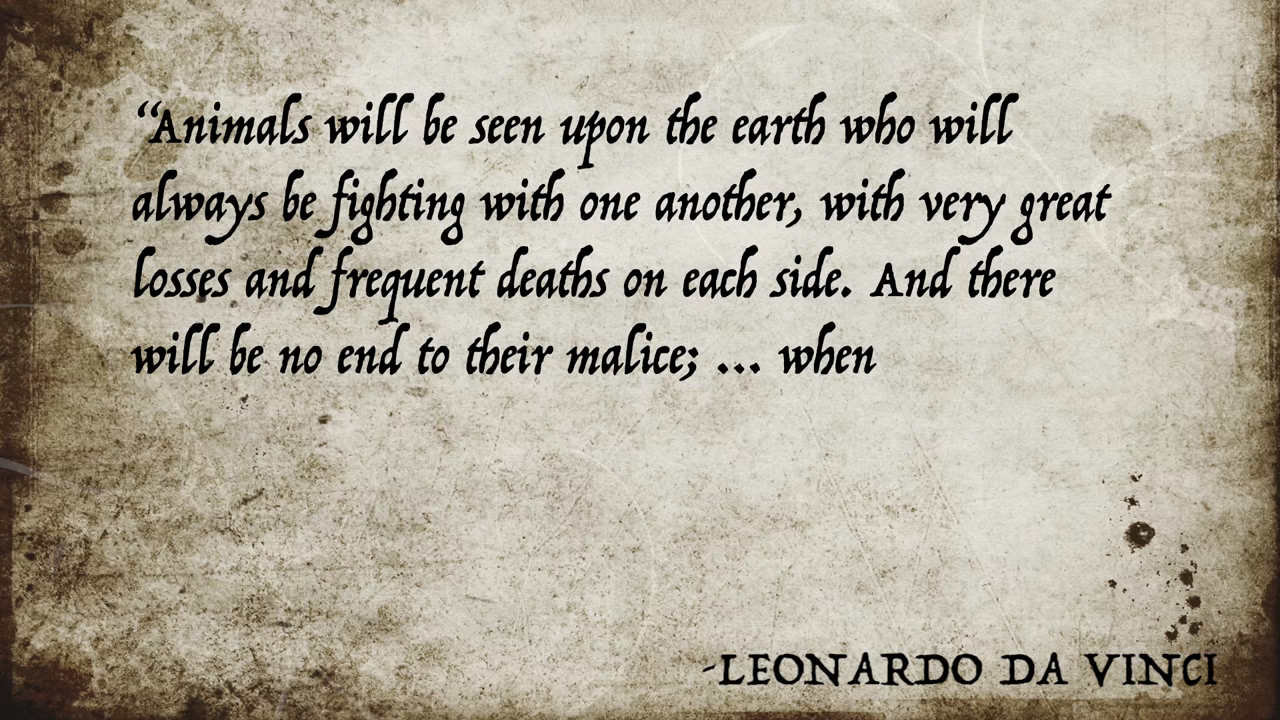 “Animals will be seen upon the earth who will
always be fighting with one another, with very great
losses and frequent deaths on each side. And there
will be no end to their malice; ... when
-LEONARDO DA VINCI